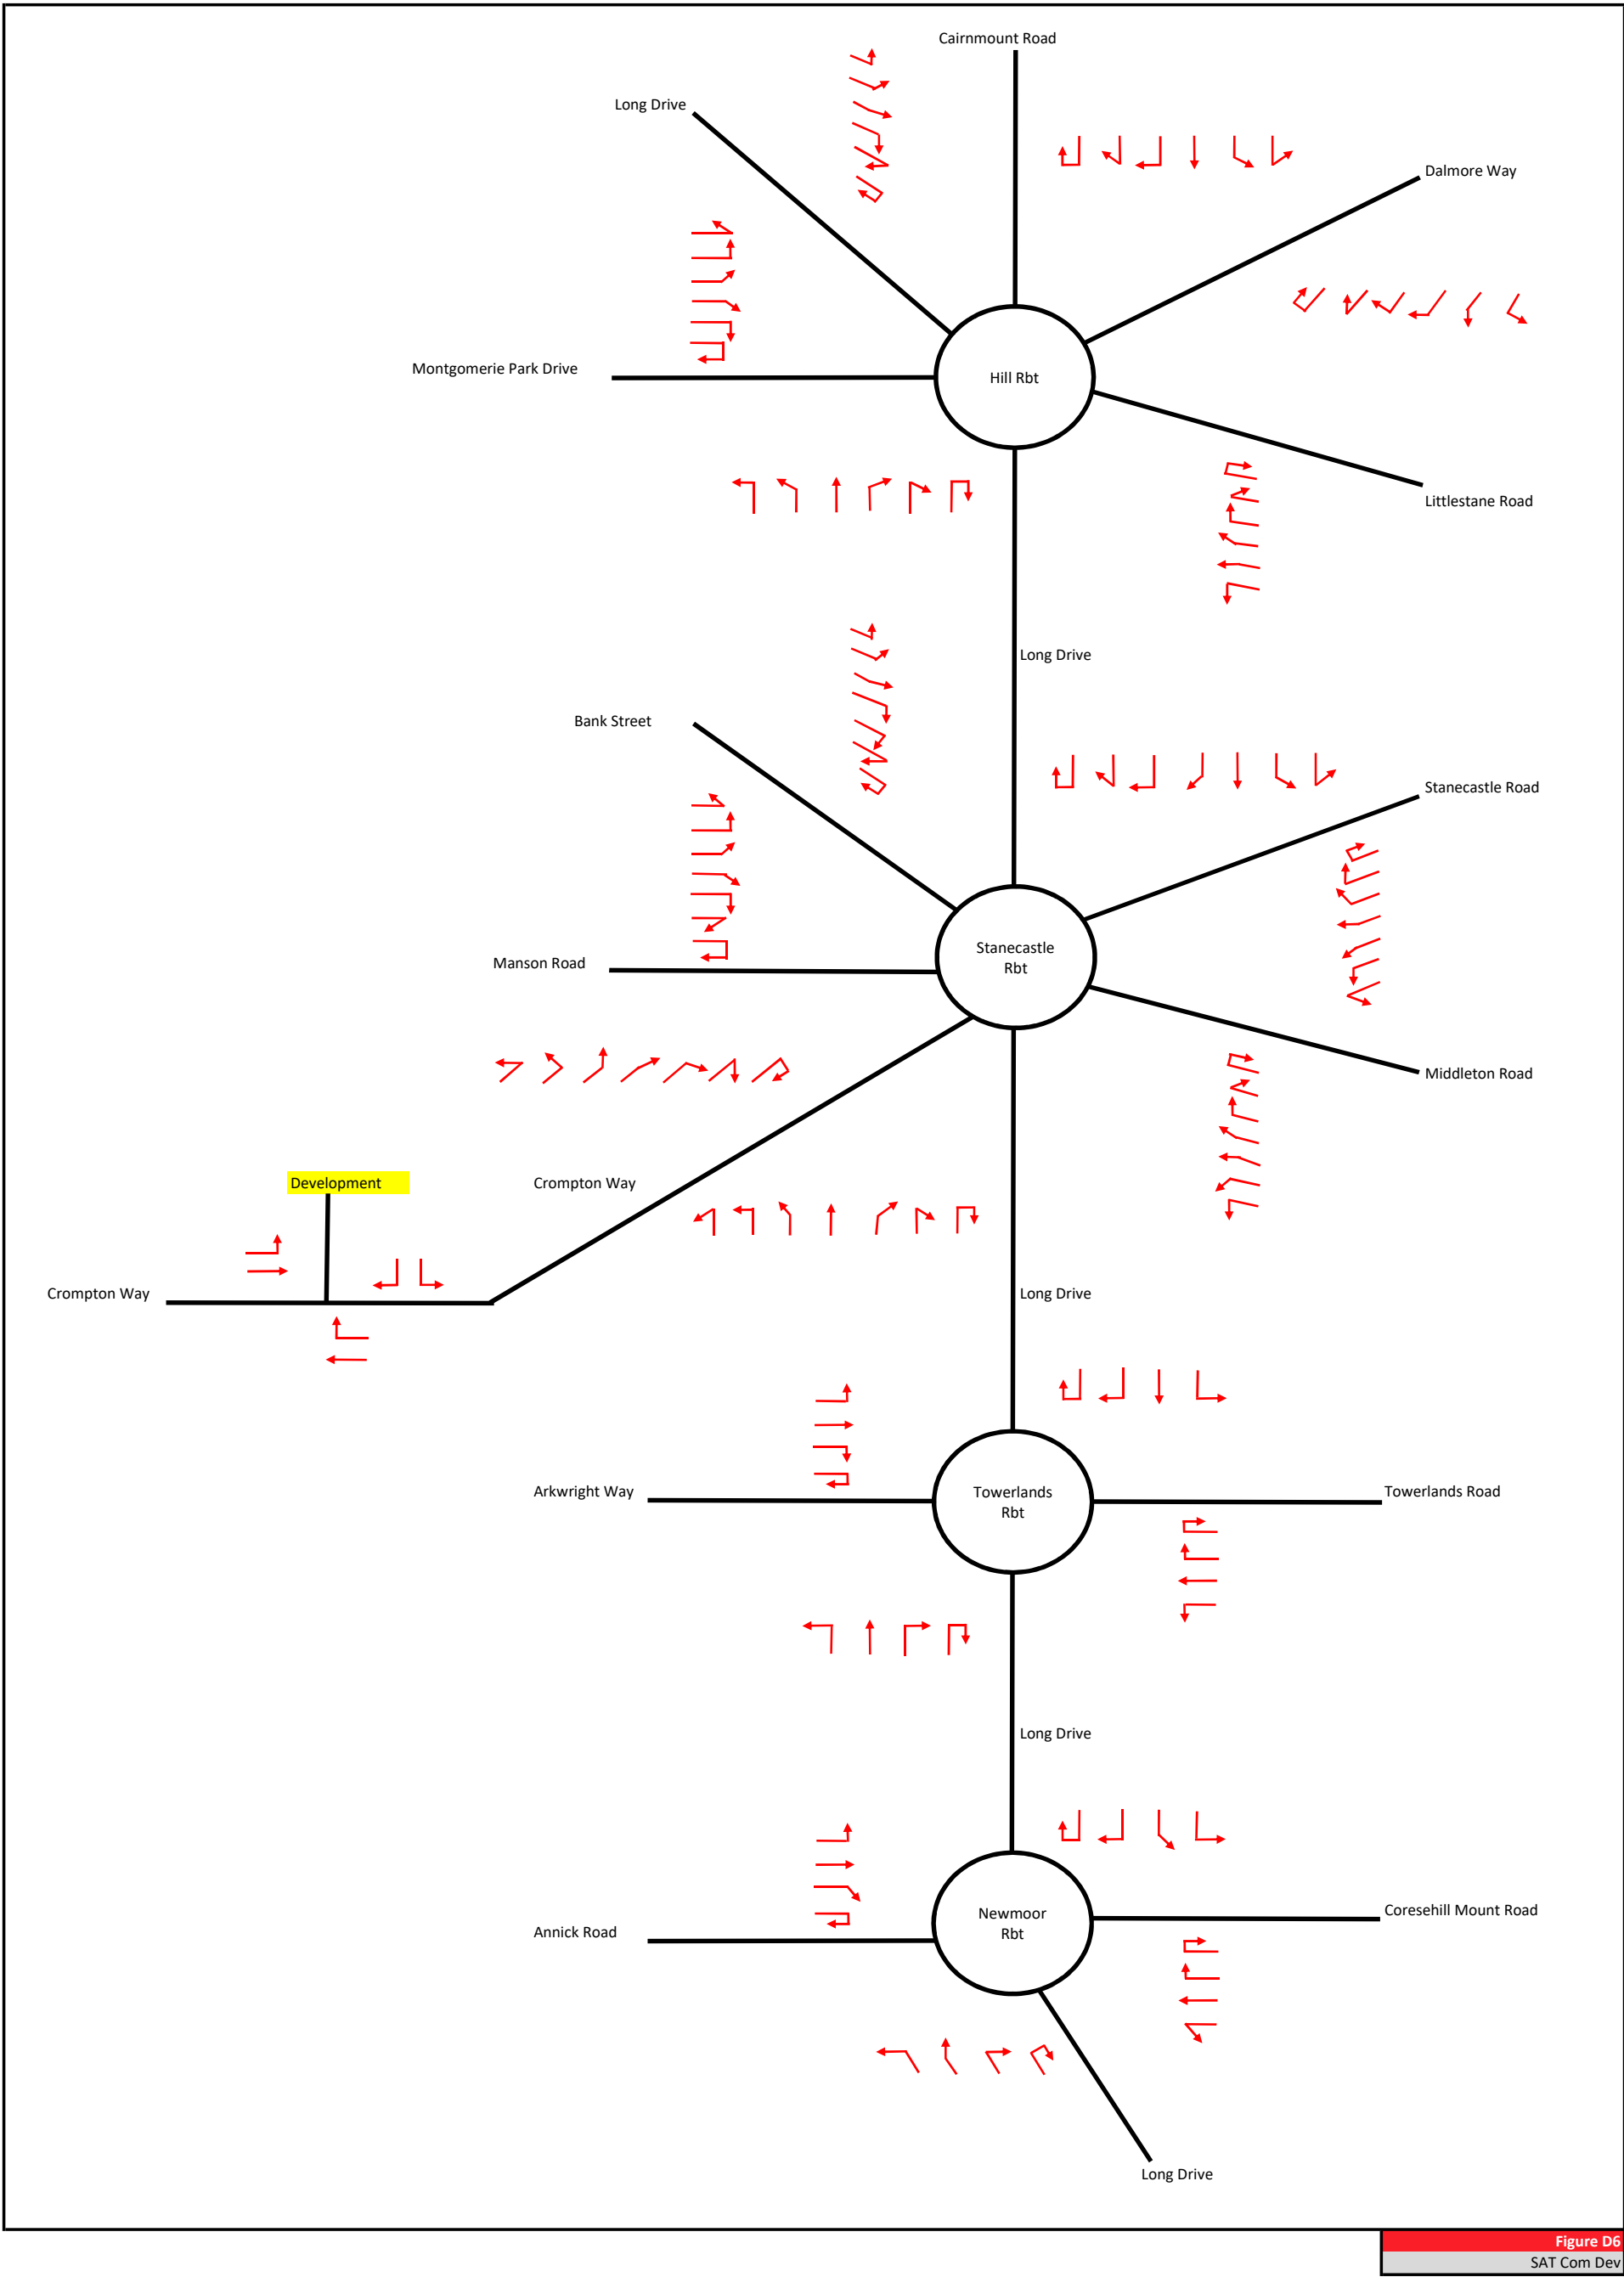 Cairnmount Road
Long Drive
Dalmore Way
Montgomerie Park Drive
Hill Rbt
Littlestane Road
Long Drive
Bank Street
Stanecastle Road
Stanecastle
Rbt
Manson Road
Middleton Road
Development
Crompton Way
Crompton Way
Long Drive
Arkwright Way
Towerlands
Rbt
Towerlands Road
Long Drive
Coresehill Mount Road
Newmoor
Rbt
Annick Road
Long Drive
Figure D6
SAT Com Dev